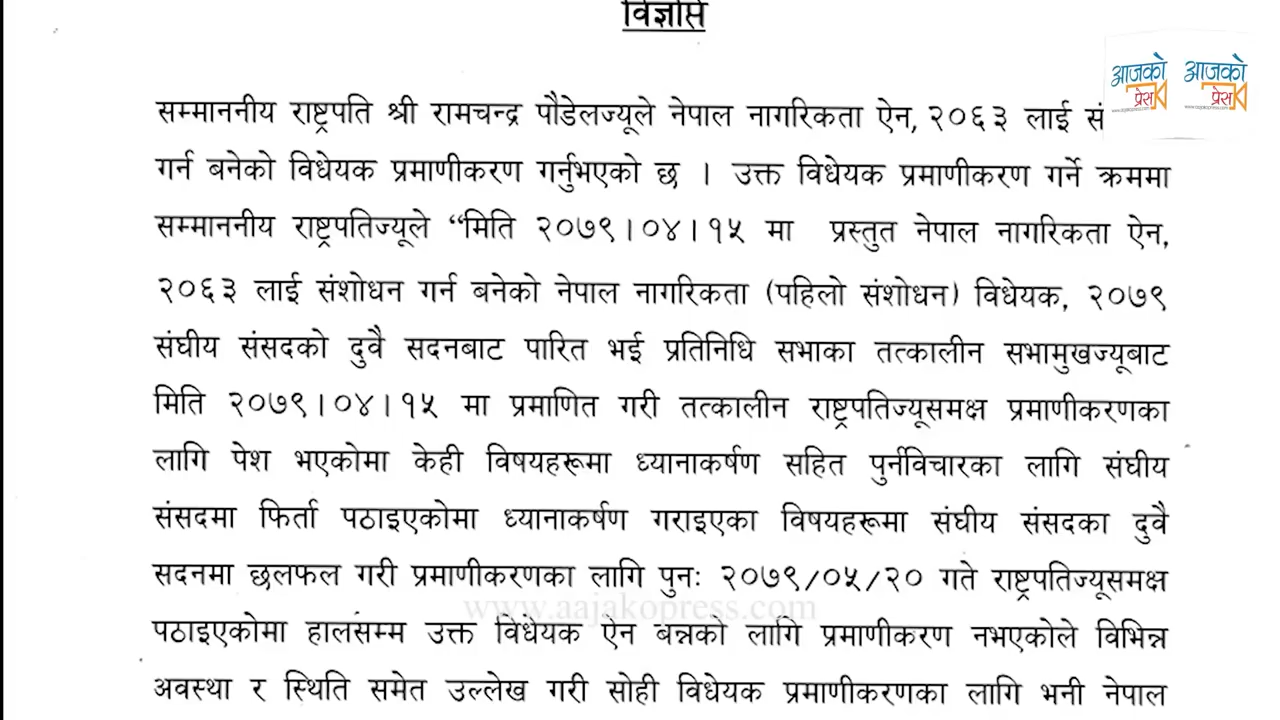 विज्ञप्ति
आजको
प्रेस
आजको
प्रेस
सम्माननीय राष्ट्रपति श्री रामचन्द्र पौडेलज्यूले नेपाल नागरिकता ऐन, २०६३ लाई
गर्न बनेको विधेयक प्रमाणीकरण गर्नुभएको छ । उक्त विधेयक प्रमाणीकरण गर्ने क्रममा
सम्माननीय राष्ट्रपतिज्यूले “मिति २०७९।०४।१५ मा प्रस्तुत नेपाल नागरिकता ऐन,
२०६३ लाई संशोधन गर्न बनेको नेपाल नागरिकता (पहिलो संशोधन) विधेयक, २०७९
संघीय संसदको दुवै सदनबाट पारित भई प्रतिनिधि सभाका तत्कालीन सभामुखज्यूबाट
मिति २०७९।०४।१५ मा प्रमाणित गरी तत्कालीन राष्ट्रपतिज्यूसमक्ष प्रमाणीकरणका
लागि पेश भएकोमा केही विषयहरूमा ध्यानाकर्षण सहित पुर्नविचारका लागि संघीय
संसदमा फिर्ता पठाइएकोमा ध्यानाकर्षण गराइएका विषयहरूमा संघीय संसदका दुवै
सदनमा छलफल गरी प्रमाणीकरणका लागि पुनः २०७९/०५/२० गते राष्ट्रपतिज्यूसमक्ष
www.aajakopress.com
पठाइएकोमा हालसम्म उक्त विधेयक ऐन बन्नको लागि प्रमाणीकरण नभएकोले विभिन्न
अवस्था र स्थिति समेत उल्लेख गरी सोही विधेयक प्रमाणीकरणका लागि भनी नेपाल